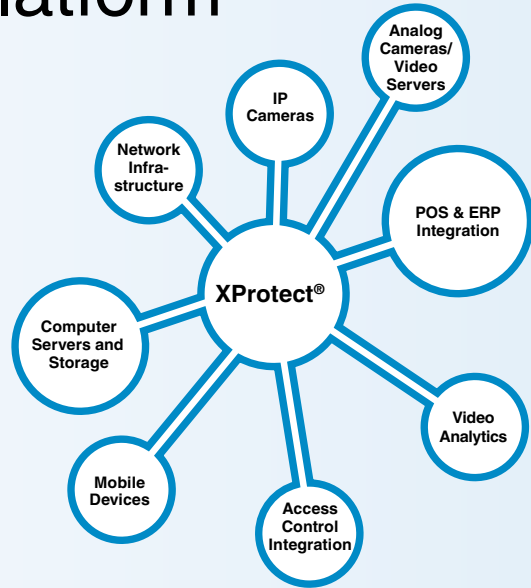 Analog
Cameras/
Video
Servers
IP
Cameras
Network
Infra-
structure
POS & ERP
Integration
XProtect®
Computer
Servers and
Storage
Video
Analytics
Mobile
Devices
Access
Control
Integration